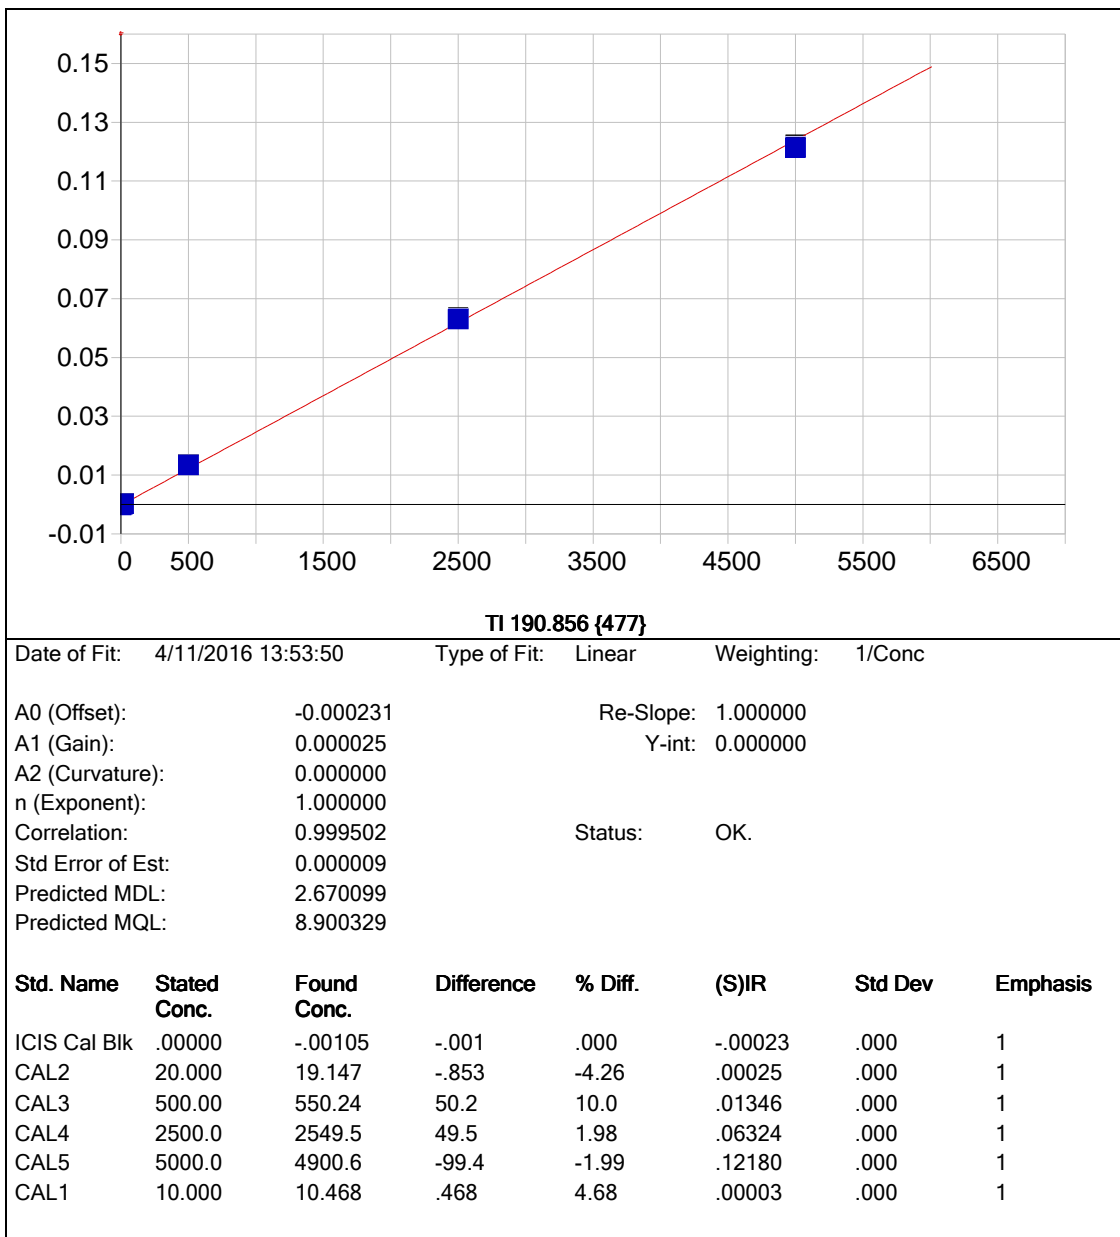 0.15
0.13
0.11
0.09
0.07
0.05
0.03
0.01
-0.01
0 500 1500 2500 3500 4500 5500 6500
Tl 190.856 {477}
Date of Fit: 4/11/2016 13:53:50 Type of Fit: Linear Weighting: 1/Conc
A0 (Offset): -0.000231 Re-Slope: 1.000000
A1 (Gain): 0.000025 Y-int: 0.000000
A2 (Curvature): 0.000000
n (Exponent): 1.000000
Correlation: 0.999502 Status: OK.
Std Error of Est: 0.000009
Predicted MDL: 2.670099
Predicted MQL: 8.900329
Std. Name Stated Found Difference % Diff. (S)IR Std Dev Emphasis
Conc. Conc.
ICIS Cal Blk .00000 -.00105 -.001 .000 -.00023 .000 1
CAL2 20.000 19.147 -.853 -4.26 .00025 .000 1
CAL3 500.00 550.24 50.2 10.0 .01346 .000 1
CAL4 2500.0 2549.5 49.5 1.98 .06324 .000 1
CAL5 5000.0 4900.6 -99.4 -1.99 .12180 .000 1
CAL1 10.000 10.468 .468 4.68 .00003 .000 1